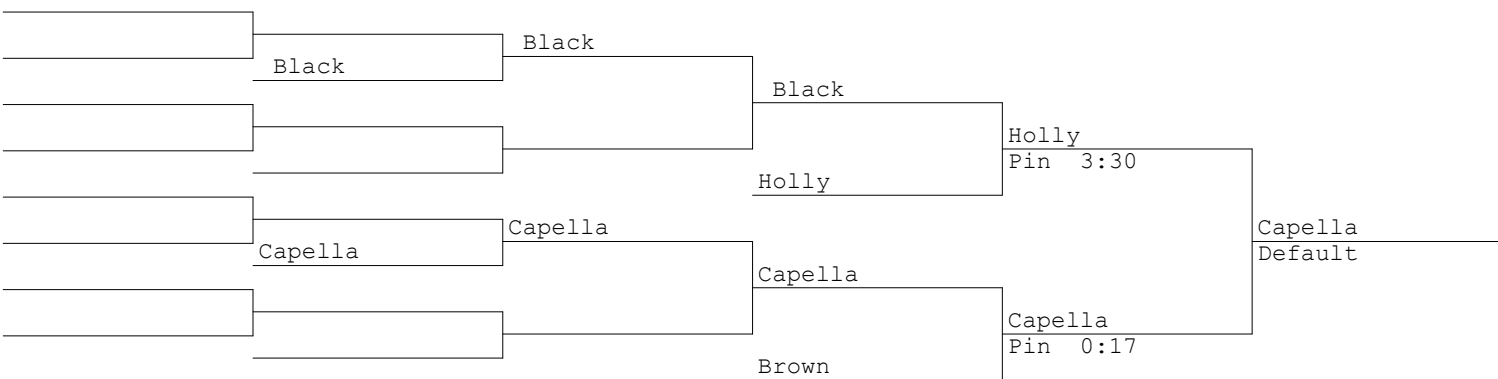 Black
Black
Black
Holly
Pin 3:30
Holly
Capella
Capella
Capella
Default
Capella
Capella
Pin 0:17
Brown